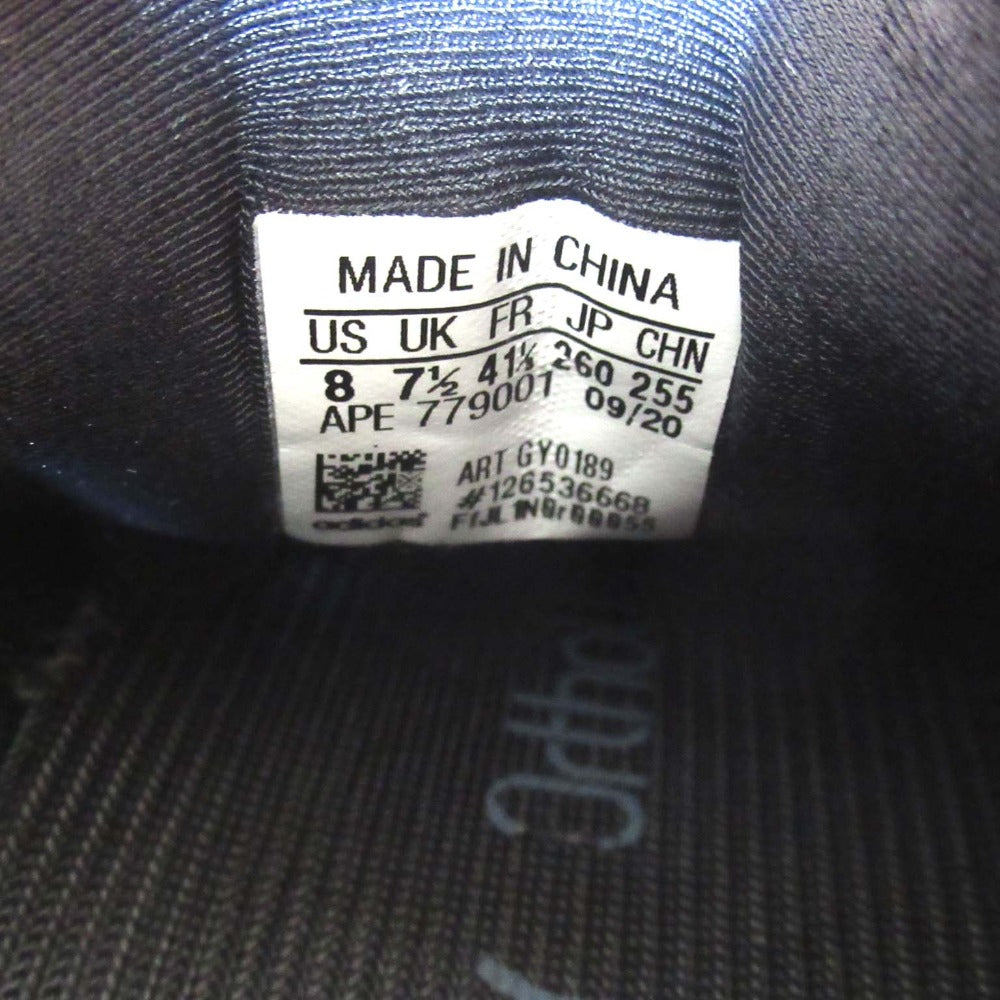 MADE IN CHINA
US UK FR JP CHN
8 7½ 41⅓ 260 255
APE 779001 09/20
ART GY0189
#126536668
adidas
Ortho